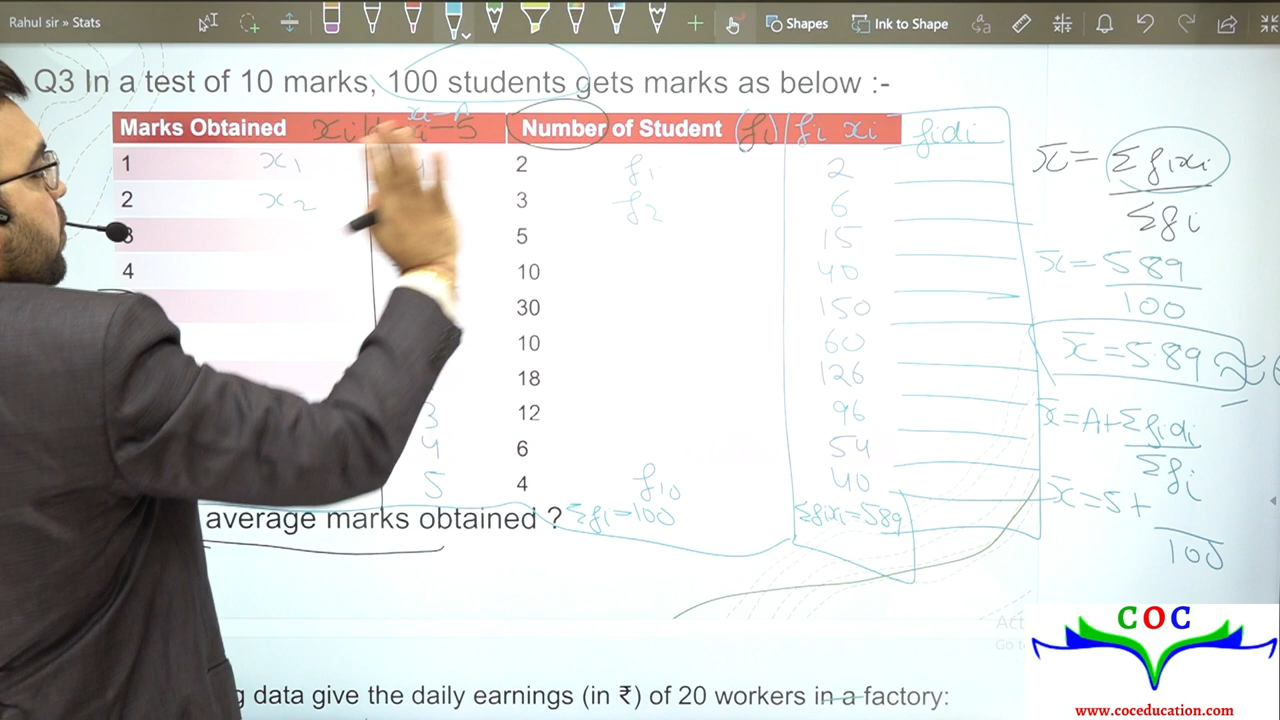 Rahul sir » Stats
Shapes
Ink to Shape
Q3 In a test of 10 marks, 100 students gets marks as below :-
Marks Obtained xi Number of Student (fi) fi xi fidi
xi - A
- 5
1 x1 2 f1 2
2 x2 3 f2 6
3 5 15
4 10 40
30 150
10 60
18 126
3 12 96
4 6 54
5 4 f10 40
average marks obtained ? Σfi = 100 Σfixi = 589
x̄ = Σfixi
Σfi
x̄ = 589
100
x̄ = 5.89 ≈ 6
x̄ = A + Σfidi
Σfi
x̄ = 5 +
100
data give the daily earnings (in ₹) of 20 workers in a factory:
COC
www.coceducation.com